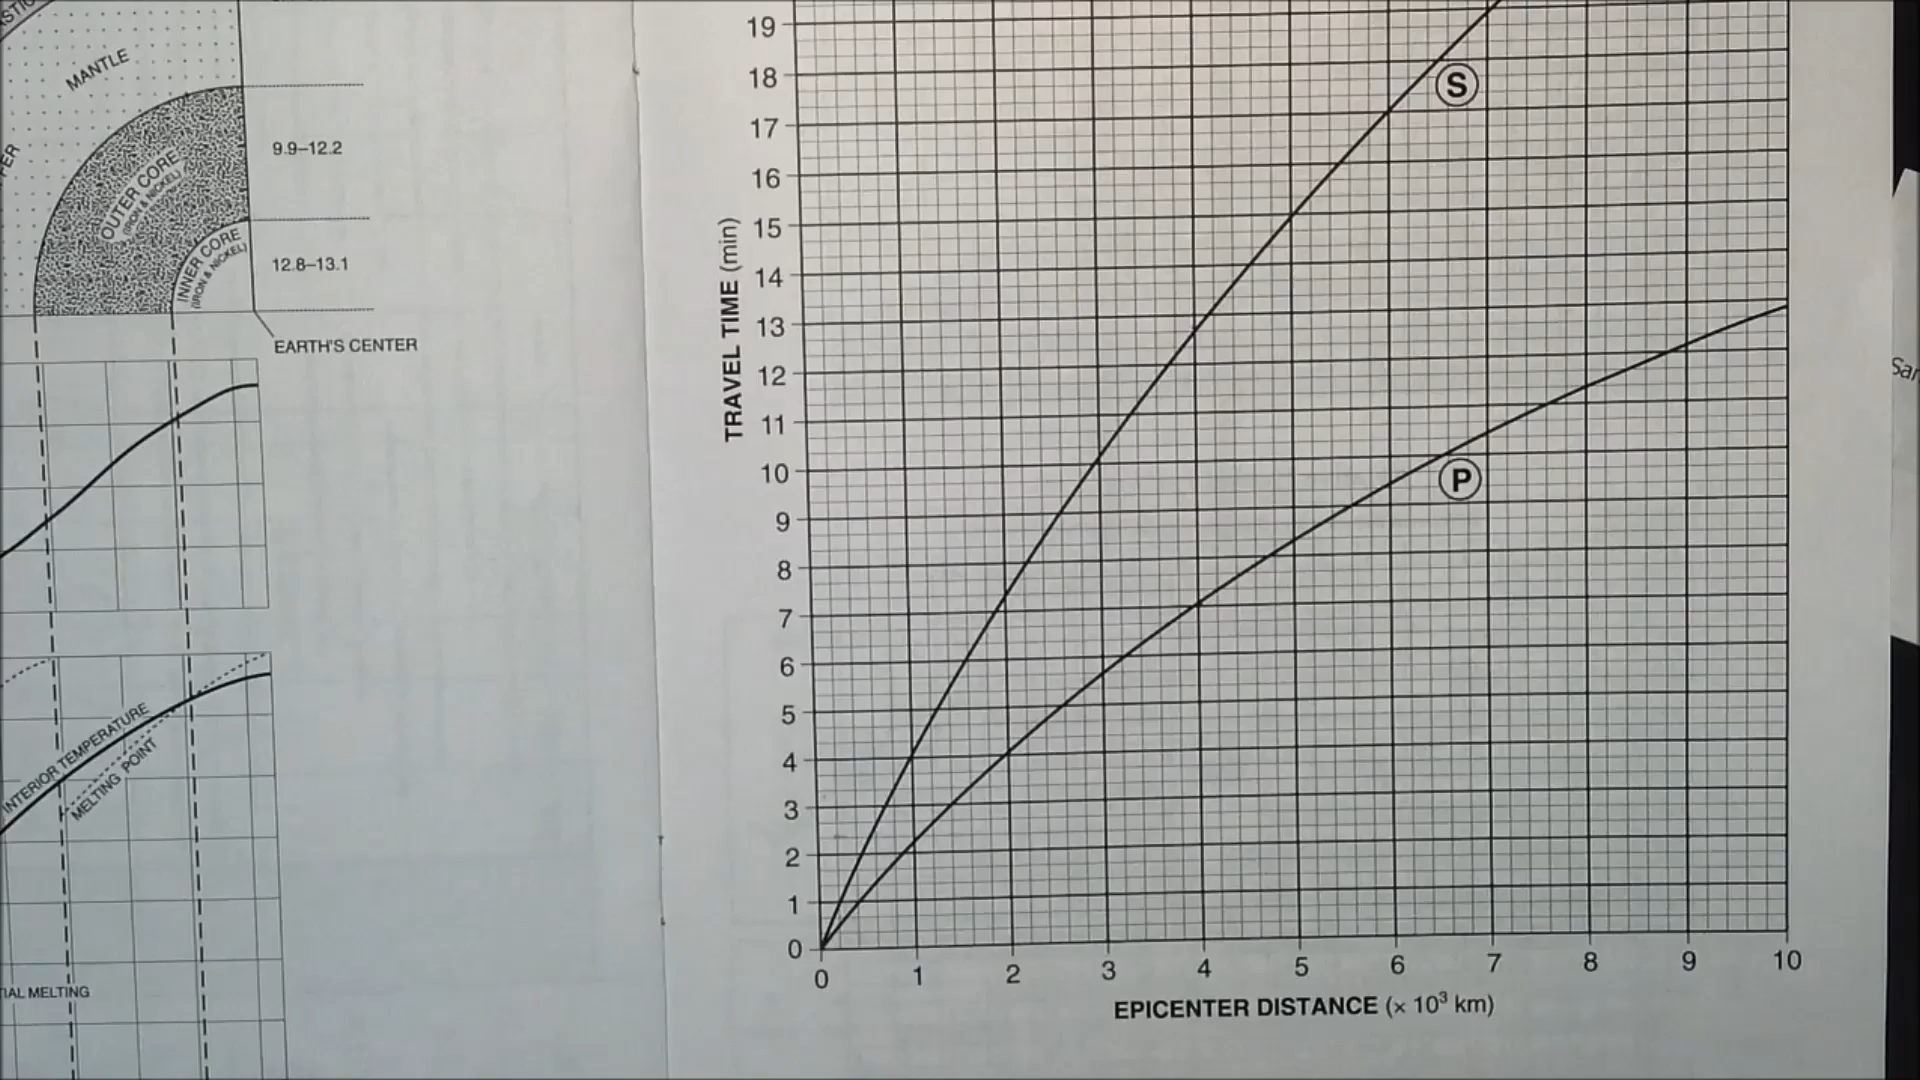 MANTLE
OUTER CORE
(IRON & NICKEL)
INNER CORE
(IRON & NICKEL)
9.9–12.2
12.8–13.1
EARTH'S CENTER
INTERIOR TEMPERATURE
MELTING POINT
MELTING
TRAVEL TIME (min)
19
18
17
16
15
14
13
12
11
10
9
8
7
6
5
4
3
2
1
0
S
P
0 1 2 3 4 5 6 7 8 9 10
EPICENTER DISTANCE (× 10³ km)